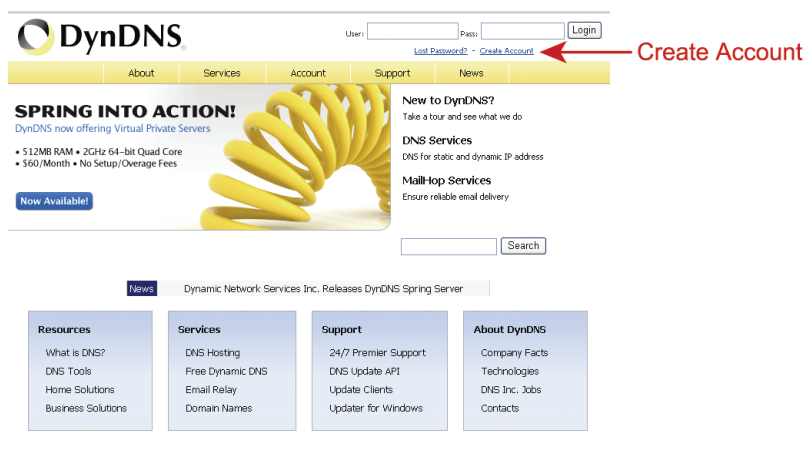 DynDNS
User: Pass: Login
Lost Password? - Create Account
Create Account
About Services Account Support News
SPRING INTO ACTION!
DynDNS now offering Virtual Private Servers
• 512MB RAM • 2GHz 64-bit Quad Core
• $60/Month • No Setup/Overage Fees
Now Available!
New to DynDNS?
Take a tour and see what we do
DNS Services
DNS for static and dynamic IP address
MailHop Services
Ensure reliable email delivery
Search
News Dynamic Network Services Inc. Releases DynDNS Spring Server
Resources
What is DNS?
DNS Tools
Home Solutions
Business Solutions
Services
DNS Hosting
Free Dynamic DNS
Email Relay
Domain Names
Support
24/7 Premier Support
DNS Update API
Update Clients
Updater for Windows
About DynDNS
Company Facts
Technologies
DNS Inc. Jobs
Contacts